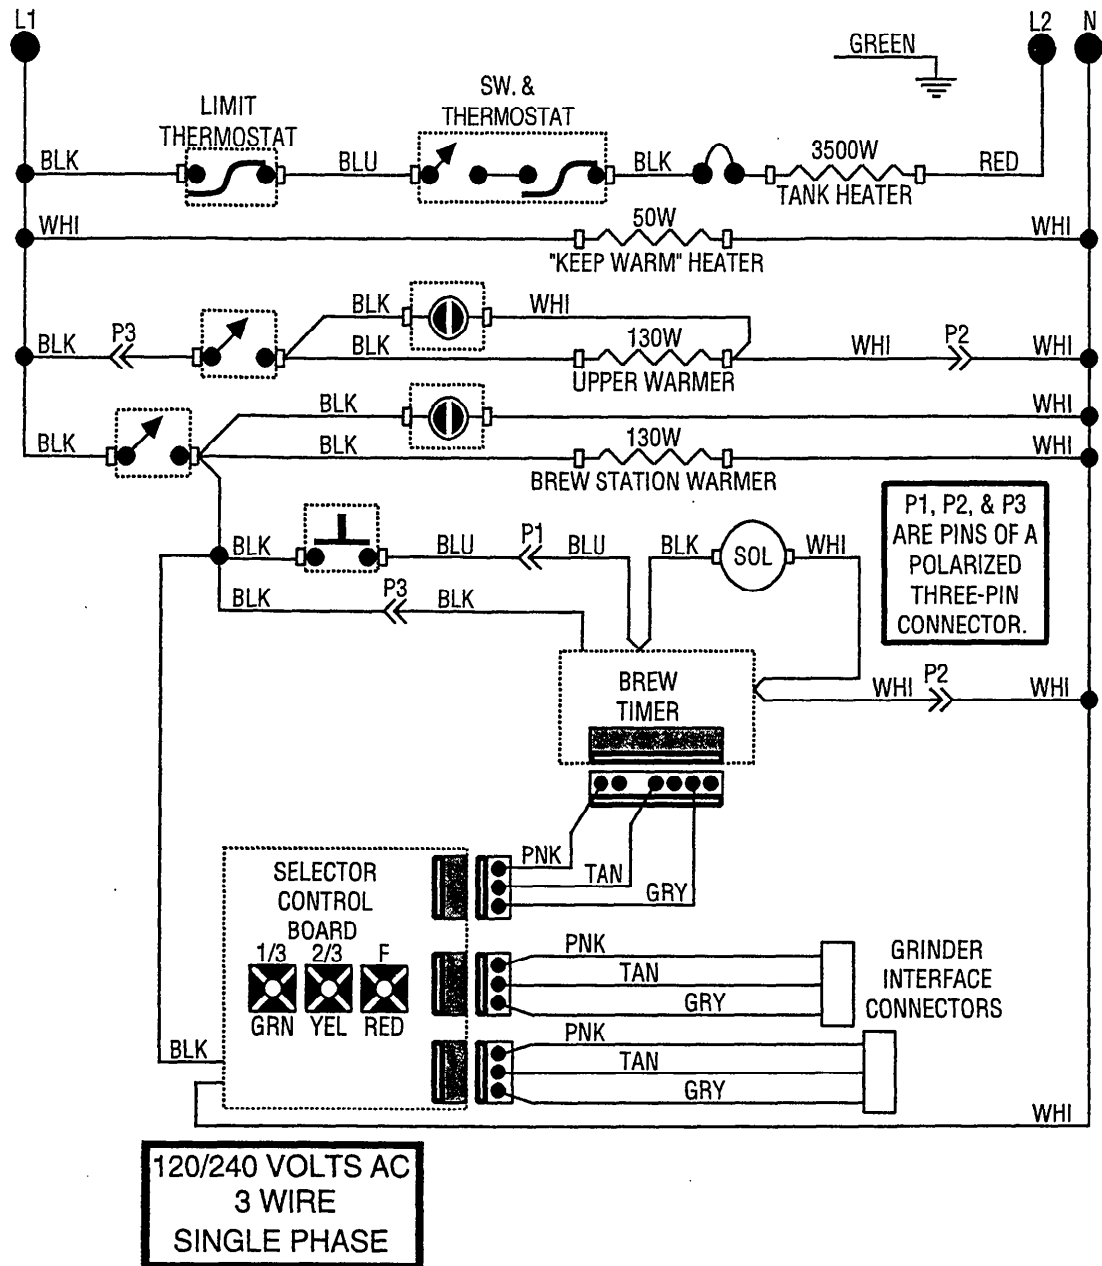 L1
L2 N
GREEN
LIMIT
THERMOSTAT
SW. &
THERMOSTAT
BLK
BLU
BLK
3500W
TANK HEATER
RED
WHI
50W
"KEEP WARM" HEATER
WHI
BLK
WHI
BLK
P3
BLK
130W
UPPER WARMER
WHI
P2
WHI
BLK
WHI
BLK
130W
BREW STATION WARMER
WHI
P1, P2, & P3
ARE PINS OF A
POLARIZED
THREE-PIN
CONNECTOR.
BLK
BLU
P1
BLU
BLK
SOL
WHI
BLK
P3
BLK
BREW
TIMER
WHI
P2
WHI
PNK
TAN
GRY
SELECTOR
CONTROL
BOARD
1/3 2/3 F
GRN YEL RED
PNK
TAN
GRY
GRINDER
INTERFACE
CONNECTORS
BLK
PNK
TAN
GRY
WHI
120/240 VOLTS AC
3 WIRE
SINGLE PHASE